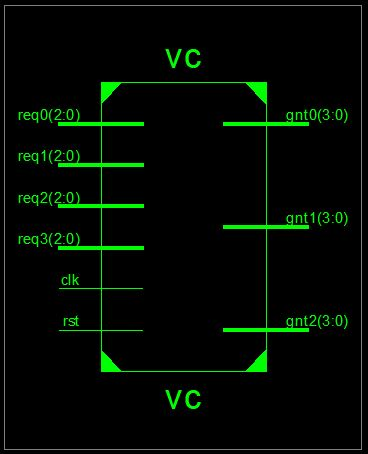 VC
req0(2:0)
gnt0(3:0)
req1(2:0)
req2(2:0)
gnt1(3:0)
req3(2:0)
clk
rst
gnt2(3:0)
VC